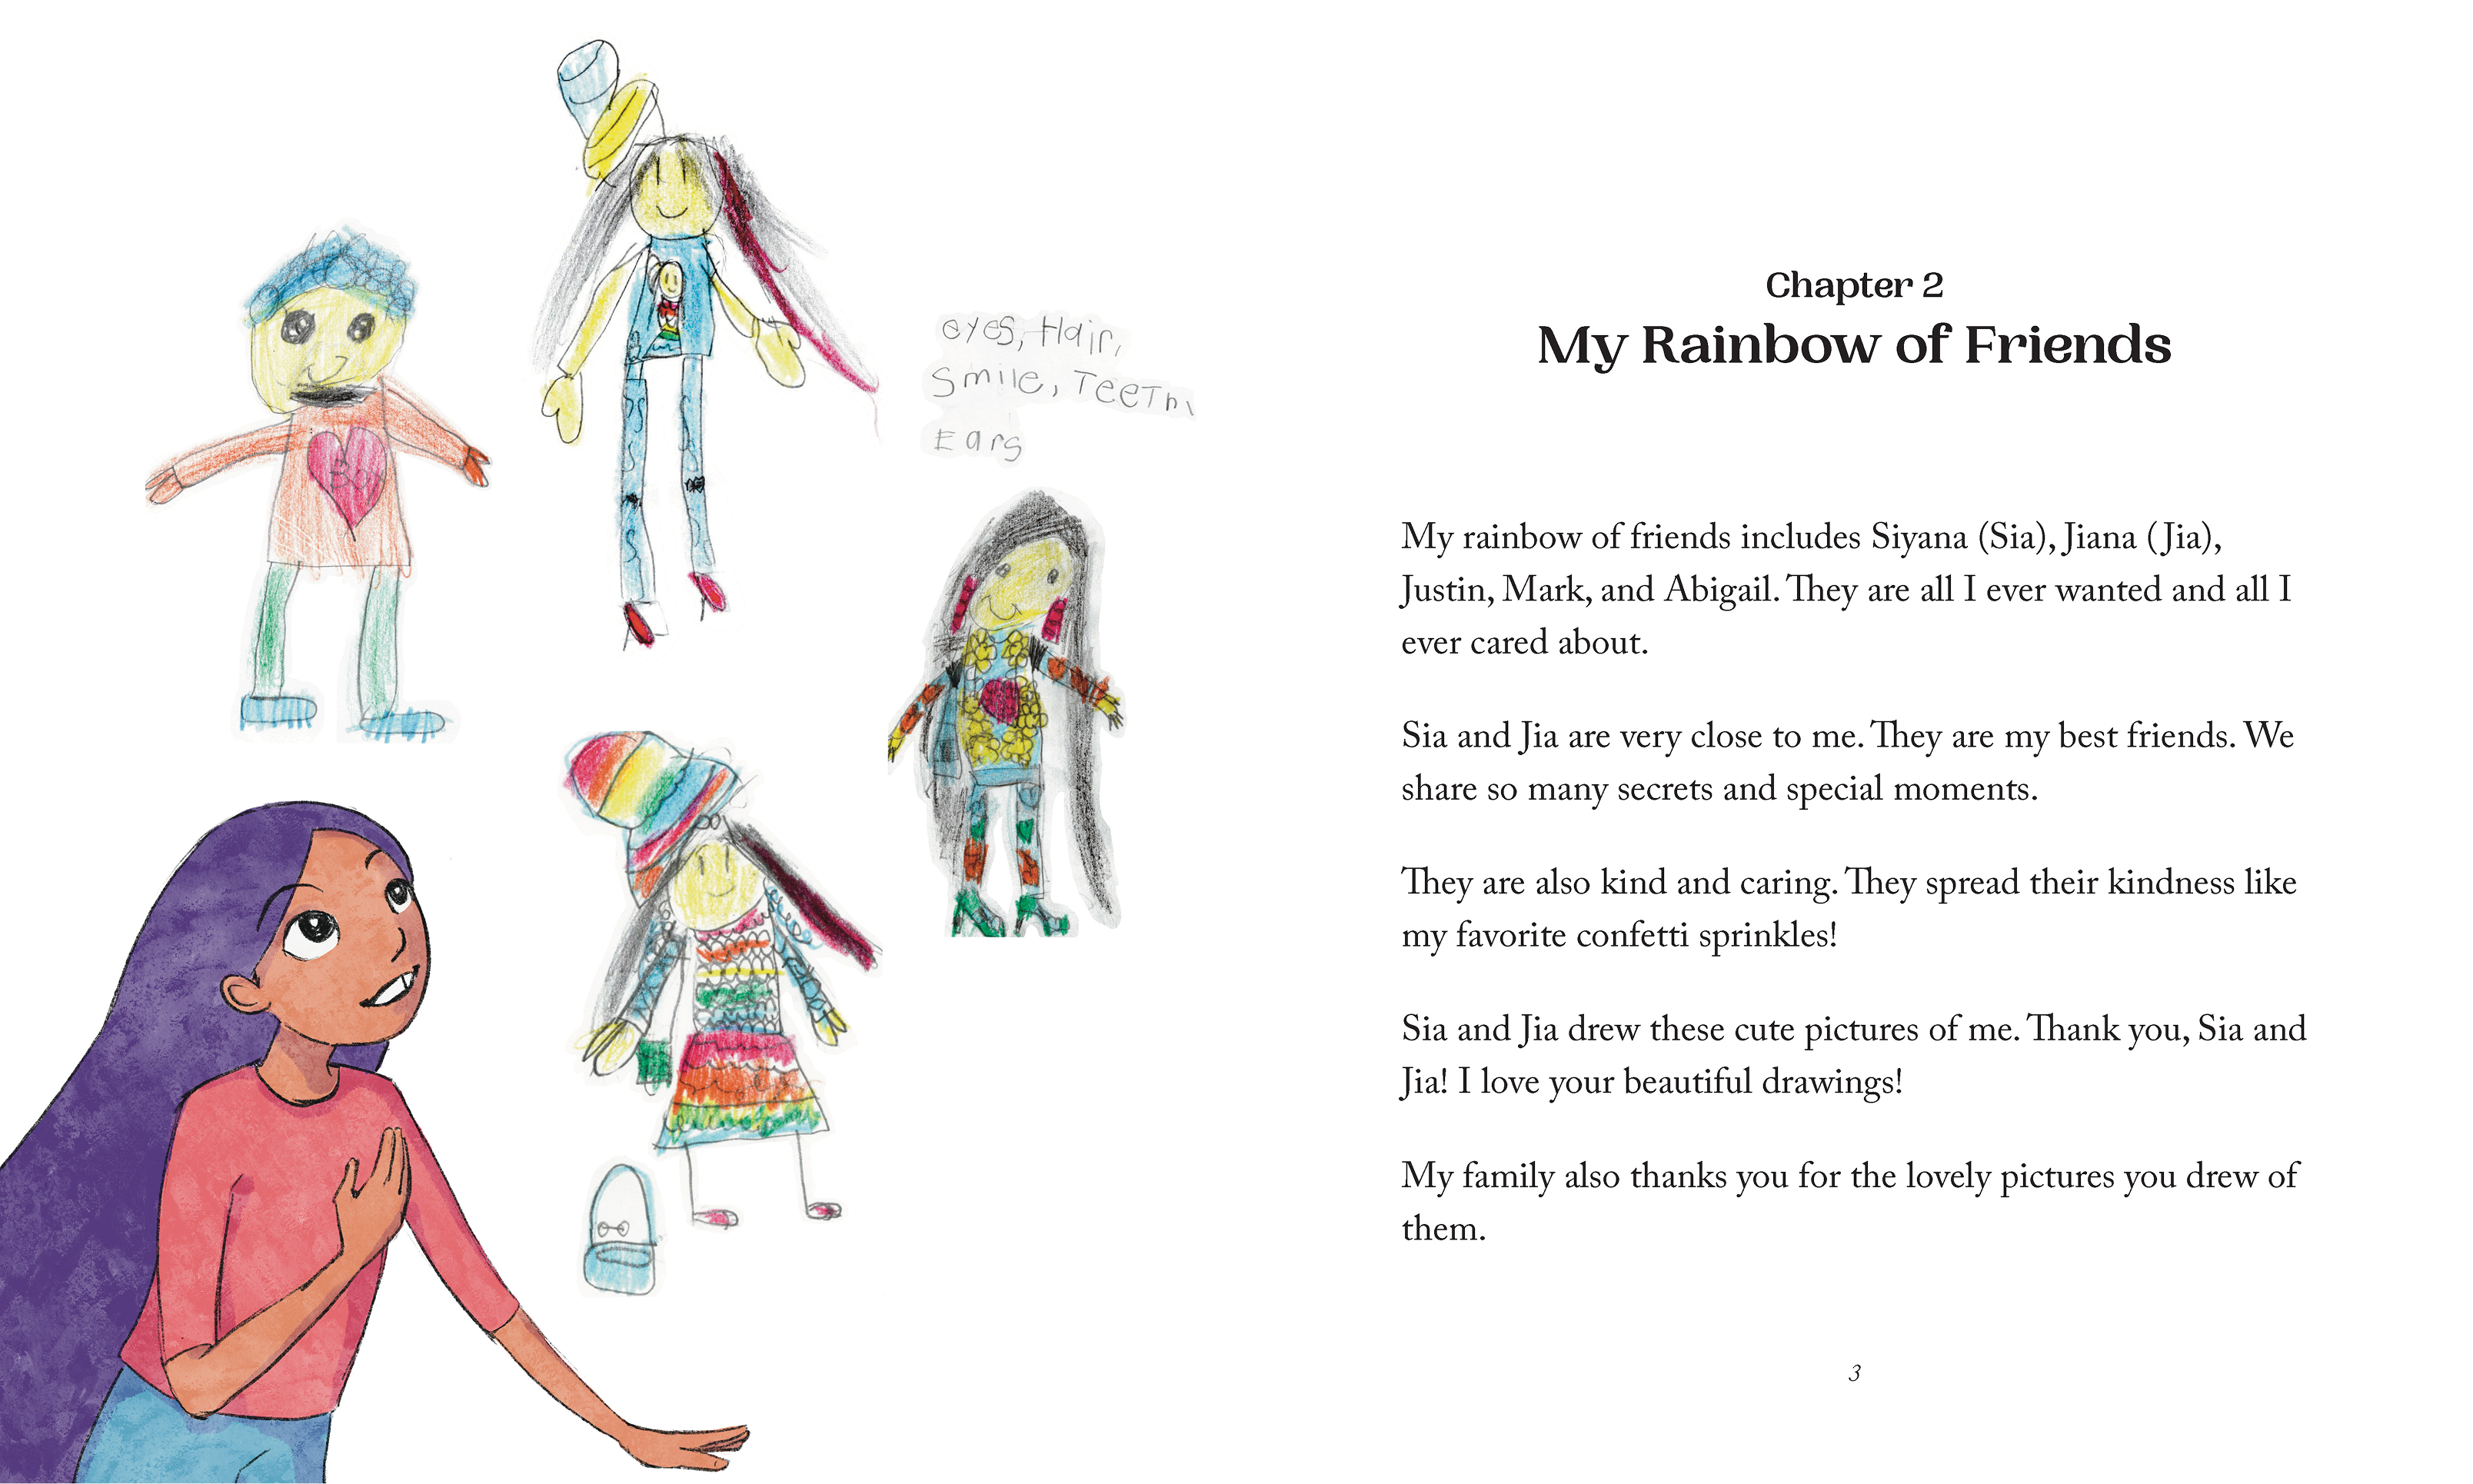 eyes, Hair,
Smile, Teeth,
Ears
Chapter 2
My Rainbow of Friends
My rainbow of friends includes Siyana (Sia), Jiana (Jia),
Justin, Mark, and Abigail. They are all I ever wanted and all I
ever cared about.
Sia and Jia are very close to me. They are my best friends. We
share so many secrets and special moments.
They are also kind and caring. They spread their kindness like
my favorite confetti sprinkles!
Sia and Jia drew these cute pictures of me. Thank you, Sia and
Jia! I love your beautiful drawings!
My family also thanks you for the lovely pictures you drew of
them.
3